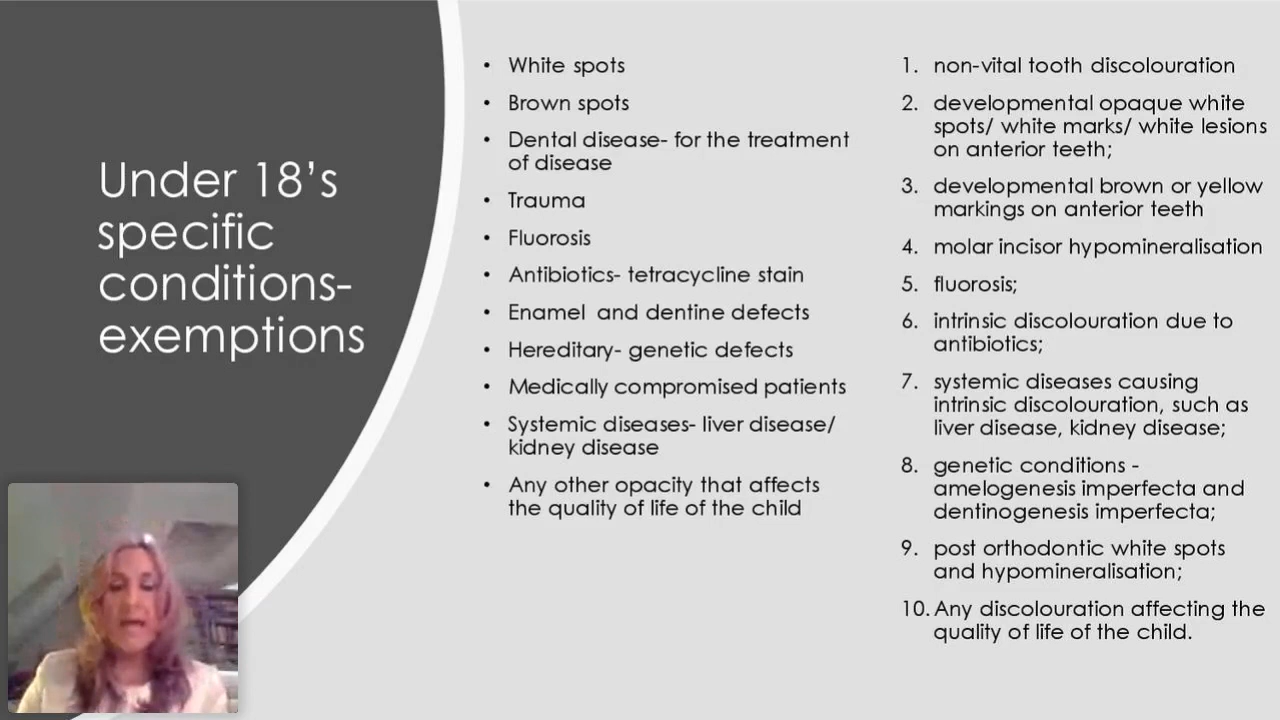 Under 18's
specific
conditions-
exemptions
• White spots
• Brown spots
• Dental disease- for the treatment
of disease
• Trauma
• Fluorosis
• Antibiotics- tetracycline stain
• Enamel  and dentine defects
• Hereditary- genetic defects
• Medically compromised patients
• Systemic diseases- liver disease/
kidney disease
• Any other opacity that affects
the quality of life of the child
1. non-vital tooth discolouration
2. developmental opaque white
spots/ white marks/ white lesions
on anterior teeth;
3. developmental brown or yellow
markings on anterior teeth
4. molar incisor hypomineralisation
5. fluorosis;
6. intrinsic discolouration due to
antibiotics;
7. systemic diseases causing
intrinsic discolouration, such as
liver disease, kidney disease;
8. genetic conditions -
amelogenesis imperfecta and
dentinogenesis imperfecta;
9. post orthodontic white spots
and hypomineralisation;
10. Any discolouration affecting the
quality of life of the child.